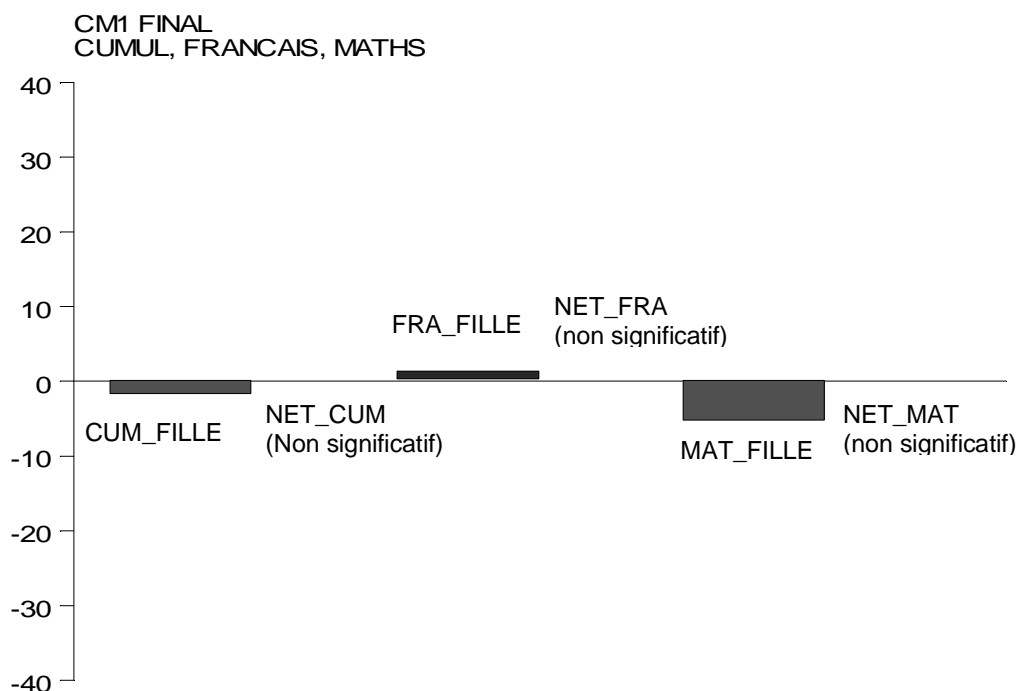 CM1 FINAL
CUMUL, FRANCAIS, MATHS
40
30
20
10
0
-10
-20
-30
-40
FRA_FILLE
NET_FRA
(non significatif)
CUM_FILLE
NET_CUM
(Non significatif)
MAT_FILLE
NET_MAT
(non significatif)